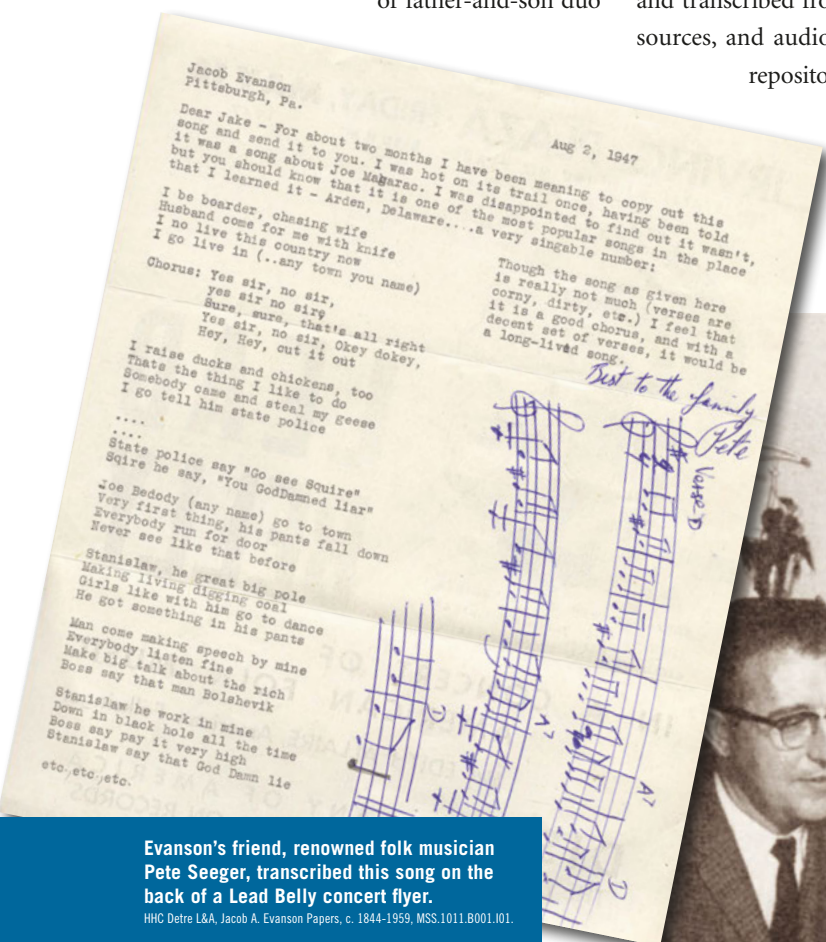 of father-and-son duo
and transcribed fro
sources, and audio
reposito
Jacob Evanson
Pittsburgh, Pa.
Aug 2, 1947
Dear Jake - For about two months I have been meaning to copy out this
song and send it to you. I was hot on its trail once, having been told
it was a song about Joe Magarac. I was disappointed to find out it wasn't,
but you should know that it is one of the most popular songs in the place
that I learned it - Arden, Delaware....a very singable number:
I be boarder, chasing wife
Husband come for me with knife
I no live this country now
I go live in (..any town you name)
Chorus: Yes sir, no sir,
yes sir no sir,
Sure, sure, that's all right
Yes sir, no sir, Okey dokey,
Hey, Hey, cut it out
I raise ducks and chickens, too
Thats the thing I like to do
Somebody came and steal my geese
I go tell him state police
....
....
State police say "Go see Squire"
Sqire he say, "You GodDamned liar"
Joe Bedody (any name) go to town
Very first thing, his pants fall down
Everybody run for door
Never see like that before
Stanislaw, he great big pole
Making living digging coal
Girls like with him go to dance
He got something in his pants
Man come making speech by mine
Everybody listen fine
Make big talk about the rich
Boss say that man Bolshevik
Stanislaw he work in mine
Down in black hole all the time
Boss say pay it very high
Stanislaw say that God Damn lie
etc.,etc.,etc.
Though the song as given here
is really not much (verses are
corny, dirty, etc.) I feel that
it is a good chorus, and with a
decent set of verses, it would be
a long-lived song.
Best to the family
Pete
Verse D
A7
D
A7
D
Evanson's friend, renowned folk musician
Pete Seeger, transcribed this song on the
back of a Lead Belly concert flyer.
HHC Detre L&A, Jacob A. Evanson Papers, c. 1844-1959, MSS.1011.B001.I01.